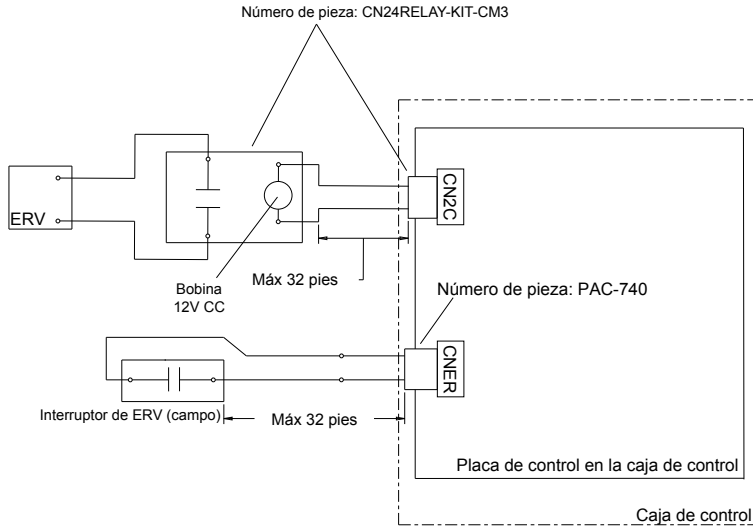 Número de pieza: CN24RELAY-KIT-CM3
CN2C
ERV
Bobina
12V CC
Máx 32 pies
Número de pieza: PAC-740
CNER
Interruptor de ERV (campo)
Máx 32 pies
Placa de control en la caja de control
Caja de control